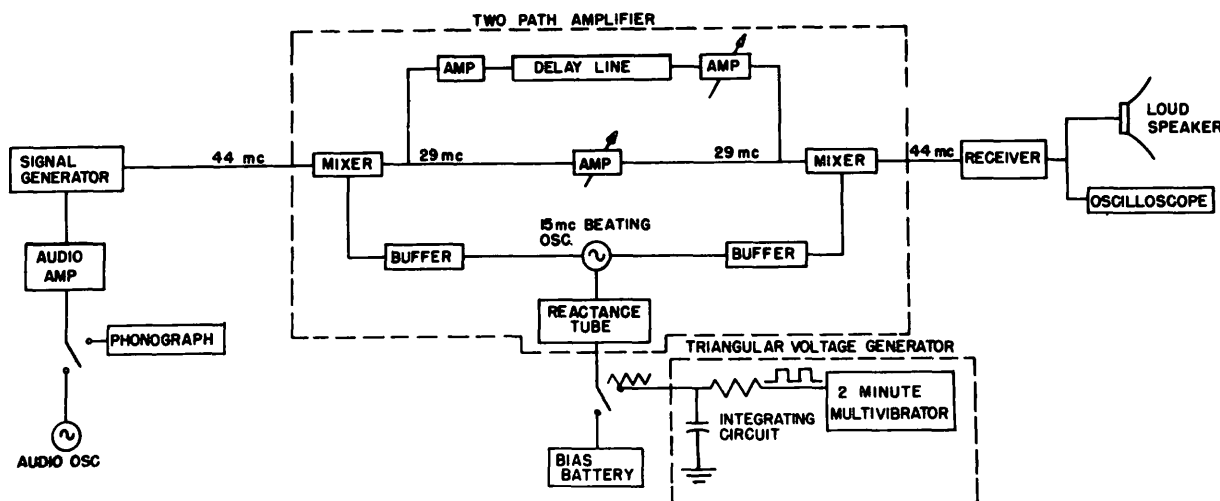 TWO PATH AMPLIFIER
AMP
DELAY LINE
AMP
LOUD
SPEAKER
SIGNAL
GENERATOR
44 mc
MIXER
29 mc
AMP
29 mc
MIXER
44 mc
RECEIVER
OSCILLOSCOPE
15 mc BEATING
OSC.
AUDIO
AMP
BUFFER
BUFFER
REACTANCE
TUBE
PHONOGRAPH
TRIANGULAR VOLTAGE GENERATOR
2 MINUTE
MULTIVIBRATOR
INTEGRATING
CIRCUIT
AUDIO OSC
BIAS
BATTERY